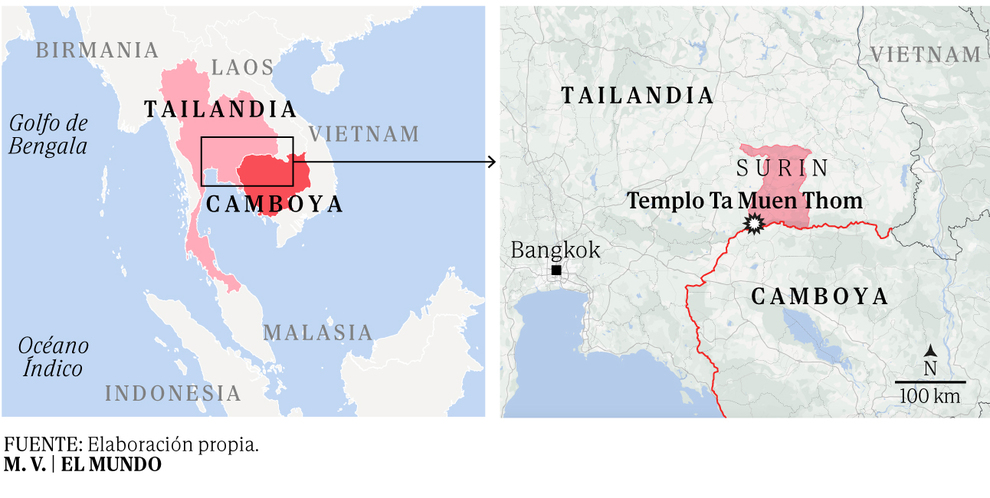 BIRMANIA
LAOS
TAILANDIA
Golfo de
Bengala
VIETNAM
CAMBOYA
MALASIA
Océano
Índico
INDONESIA
VIETNAM
TAILANDIA
SURIN
Templo Ta Muen Thom
Bangkok
CAMBOYA
N
100 km
FUENTE: Elaboración propia.
M. V. | EL MUNDO